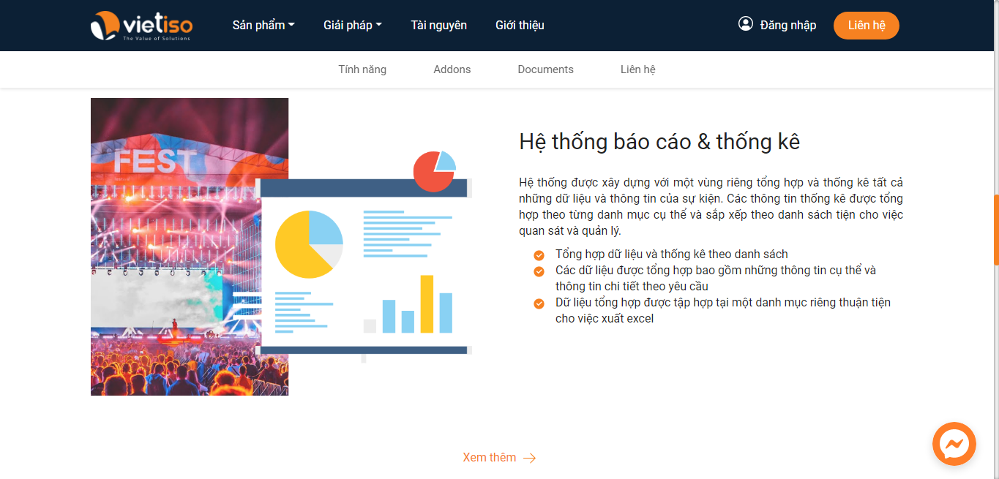 vietiso
The Value of Solutions
Sản phẩm
Giải pháp
Tài nguyên
Giới thiệu
Đăng nhập
Liên hệ
Tính năng
Addons
Documents
Liên hệ
FEST
Hệ thống báo cáo & thống kê
Hệ thống được xây dựng với một vùng riêng tổng hợp và thống kê tất cả
những dữ liệu và thông tin của sự kiện. Các thông tin thống kê được tổng
hợp theo từng danh mục cụ thể và sắp xếp theo danh sách tiện cho việc
quan sát và quản lý.
Tổng hợp dữ liệu và thống kê theo danh sách
Các dữ liệu được tổng hợp bao gồm những thông tin cụ thể và
thông tin chi tiết theo yêu cầu
Dữ liệu tổng hợp được tập hợp tại một danh mục riêng thuận tiện
cho việc xuất excel
Xem thêm